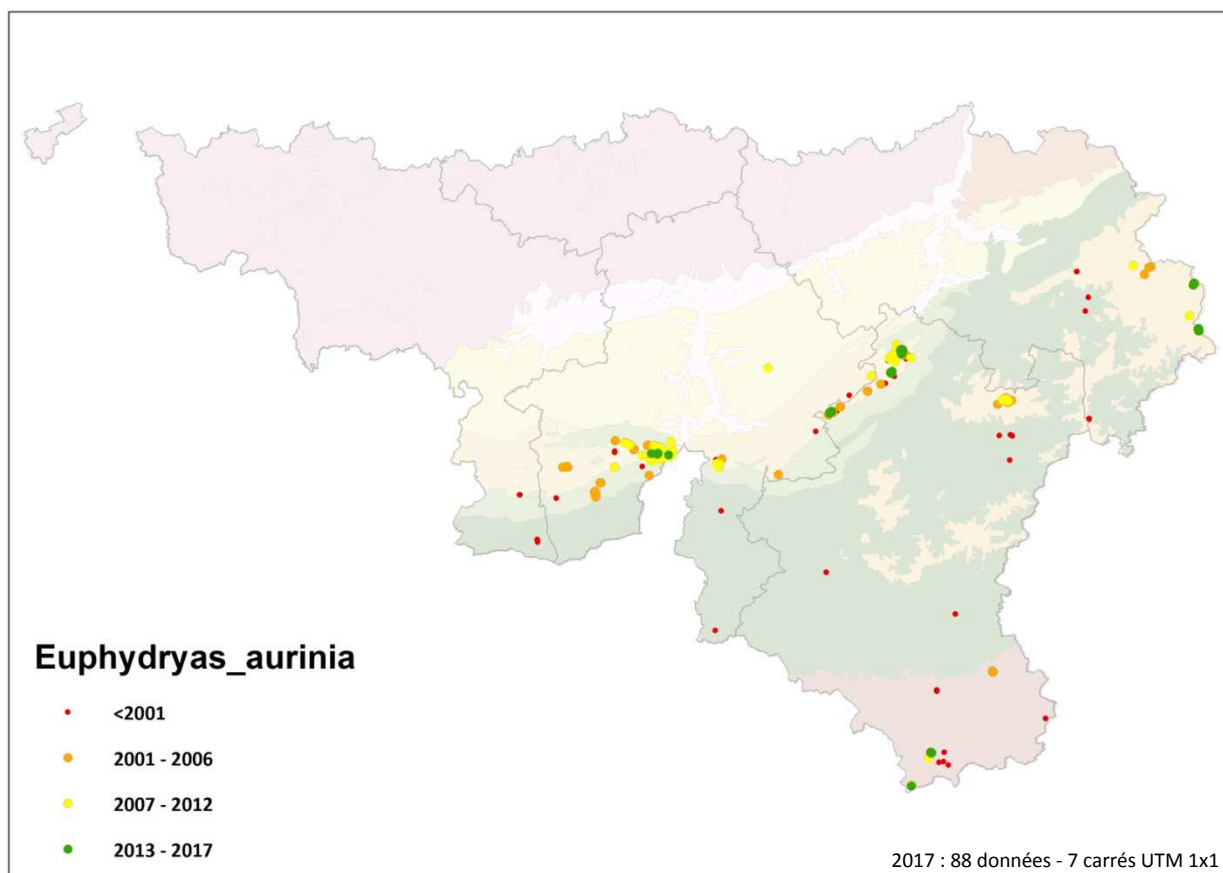 Euphydryas_aurinia
<2001
2001 - 2006
2007 - 2012
2013 - 2017
2017 : 88 données - 7 carrés UTM 1x1